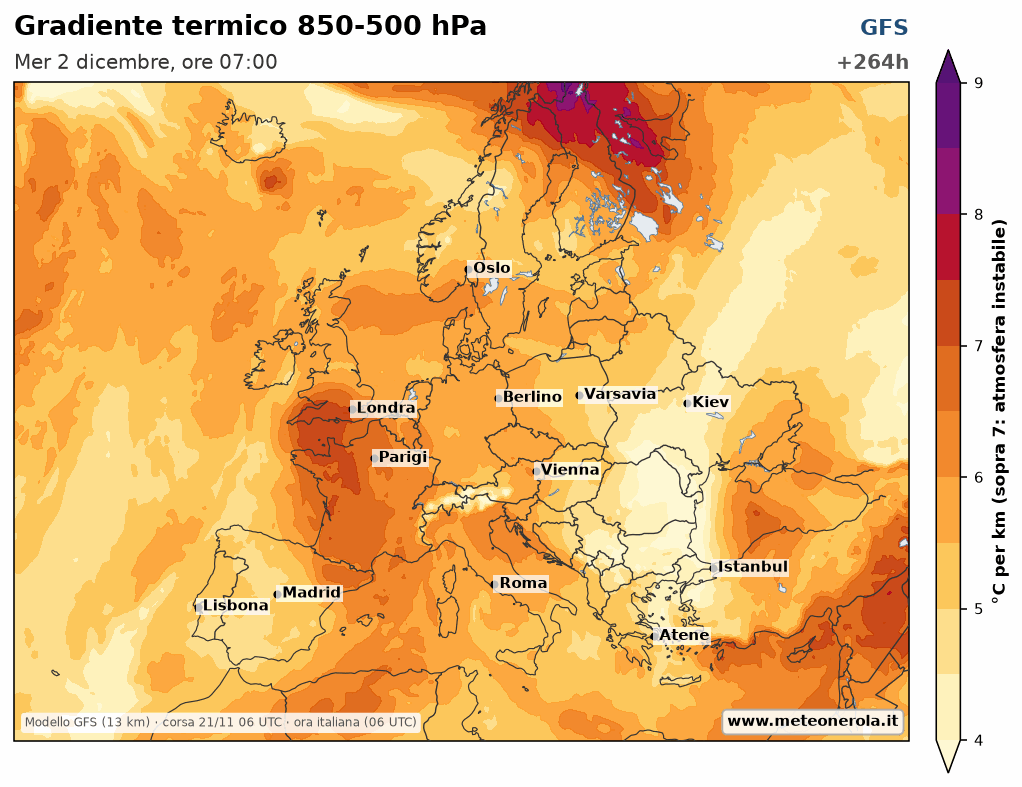 Gradiente termico 850-500 hPa
GFS
Mer 2 dicembre, ore 07:00
+264h
9
8
7
6
5
4
°C per km (sopra 7: atmosfera instabile)
Oslo
Berlino
Varsavia
Kiev
Londra
Parigi
Vienna
Istanbul
Roma
Madrid
Lisbona
Atene
Modello GFS (13 km) · corsa 21/11 06 UTC · ora italiana (06 UTC)
www.meteonerola.it